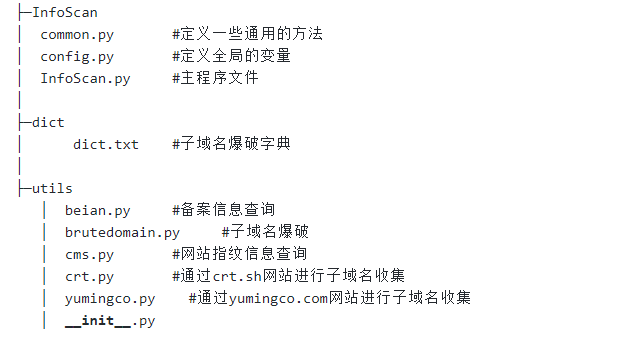 ├─InfoScan
│  common.py       #定义一些通用的方法
│  config.py       #定义全局的变量
│  InfoScan.py     #主程序文件
│
├─dict
│      dict.txt    #子域名爆破字典
│
├─utils
   │  beian.py     #备案信息查询
   │  brutedomain.py     #子域名爆破
   │  cms.py       #网站指纹信息查询
   │  crt.py       #通过crt.sh网站进行子域名收集
   │  yumingco.py    #通过yumingco.com网站进行子域名收集
   │  __init__.py